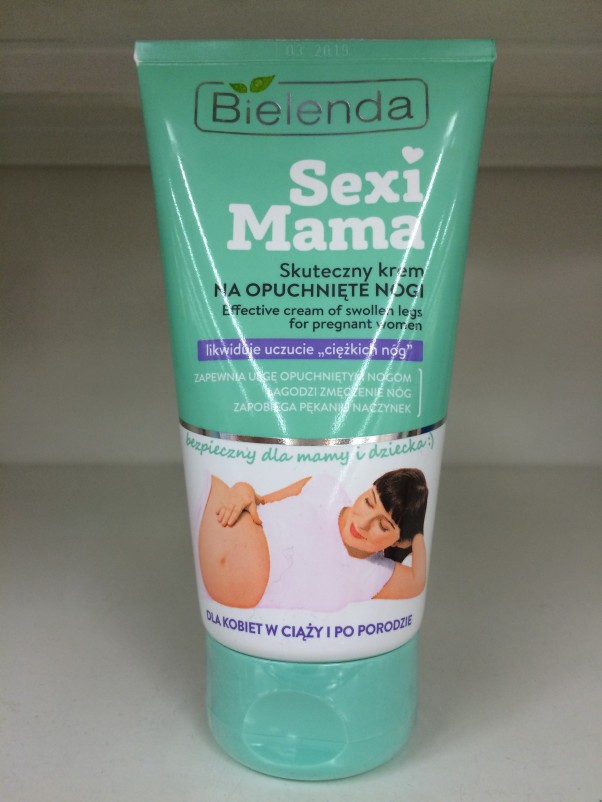 03 2019
Bielenda
Sexi
Mama
Skuteczny krem
NA OPUCHNIĘTE NOGI
Effective cream of swollen legs
for pregnant women
likwiduje uczucie „ciężkich nóg”
ZAPEWNIA ULGĘ OPUCHNIĘTYM NOGOM
ŁAGODZI ZMĘCZENIE NÓG
ZAPOBIEGA PĘKANIU NACZYNEK
bezpieczny dla mamy i dziecka :)
DLA KOBIET W CIĄŻY I PO PORODZIE